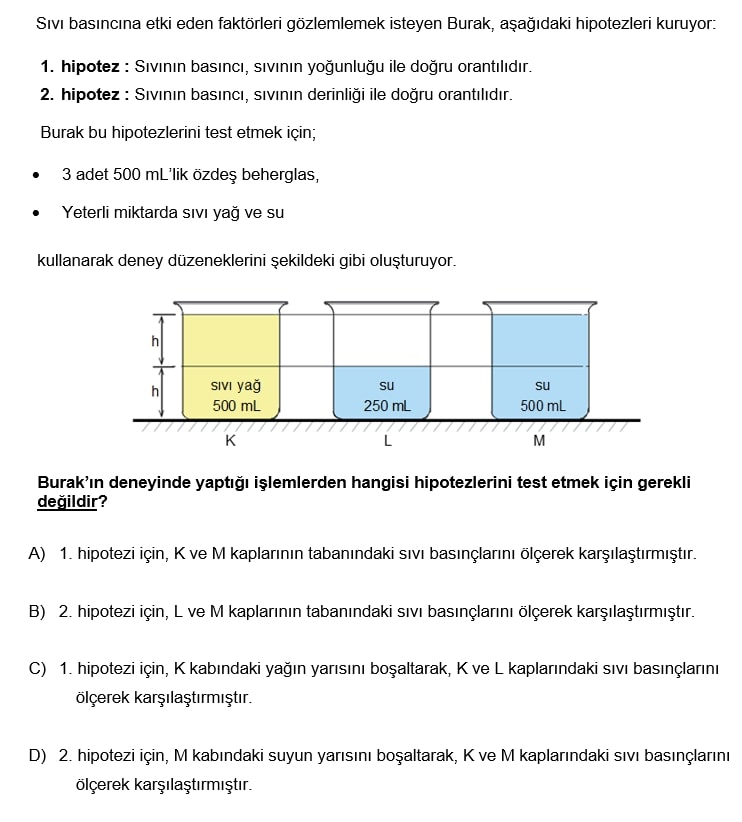 Sıvı basıncına etki eden faktörleri gözlemlemek isteyen Burak, aşağıdaki hipotezleri kuruyor:
1. hipotez : Sıvının basıncı, sıvının yoğunluğu ile doğru orantılıdır.
2. hipotez : Sıvının basıncı, sıvının derinliği ile doğru orantılıdır.
Burak bu hipotezlerini test etmek için;
• 3 adet 500 mL'lik özdeş beherglas,
• Yeterli miktarda sıvı yağ ve su
kullanarak deney düzeneklerini şekildeki gibi oluşturuyor.
h
h
sıvı yağ
500 mL
su
250 mL
su
500 mL
K
L
M
Burak'ın deneyinde yaptığı işlemlerden hangisi hipotezlerini test etmek için gerekli
değildir?
A) 1. hipotezi için, K ve M kaplarının tabanındaki sıvı basınçlarını ölçerek karşılaştırmıştır.
B) 2. hipotezi için, L ve M kaplarının tabanındaki sıvı basınçlarını ölçerek karşılaştırmıştır.
C) 1. hipotezi için, K kabındaki yağın yarısını boşaltarak, K ve L kaplarındaki sıvı basınçlarını
ölçerek karşılaştırmıştır.
D) 2. hipotezi için, M kabındaki suyun yarısını boşaltarak, K ve M kaplarındaki sıvı basınçlarını
ölçerek karşılaştırmıştır.